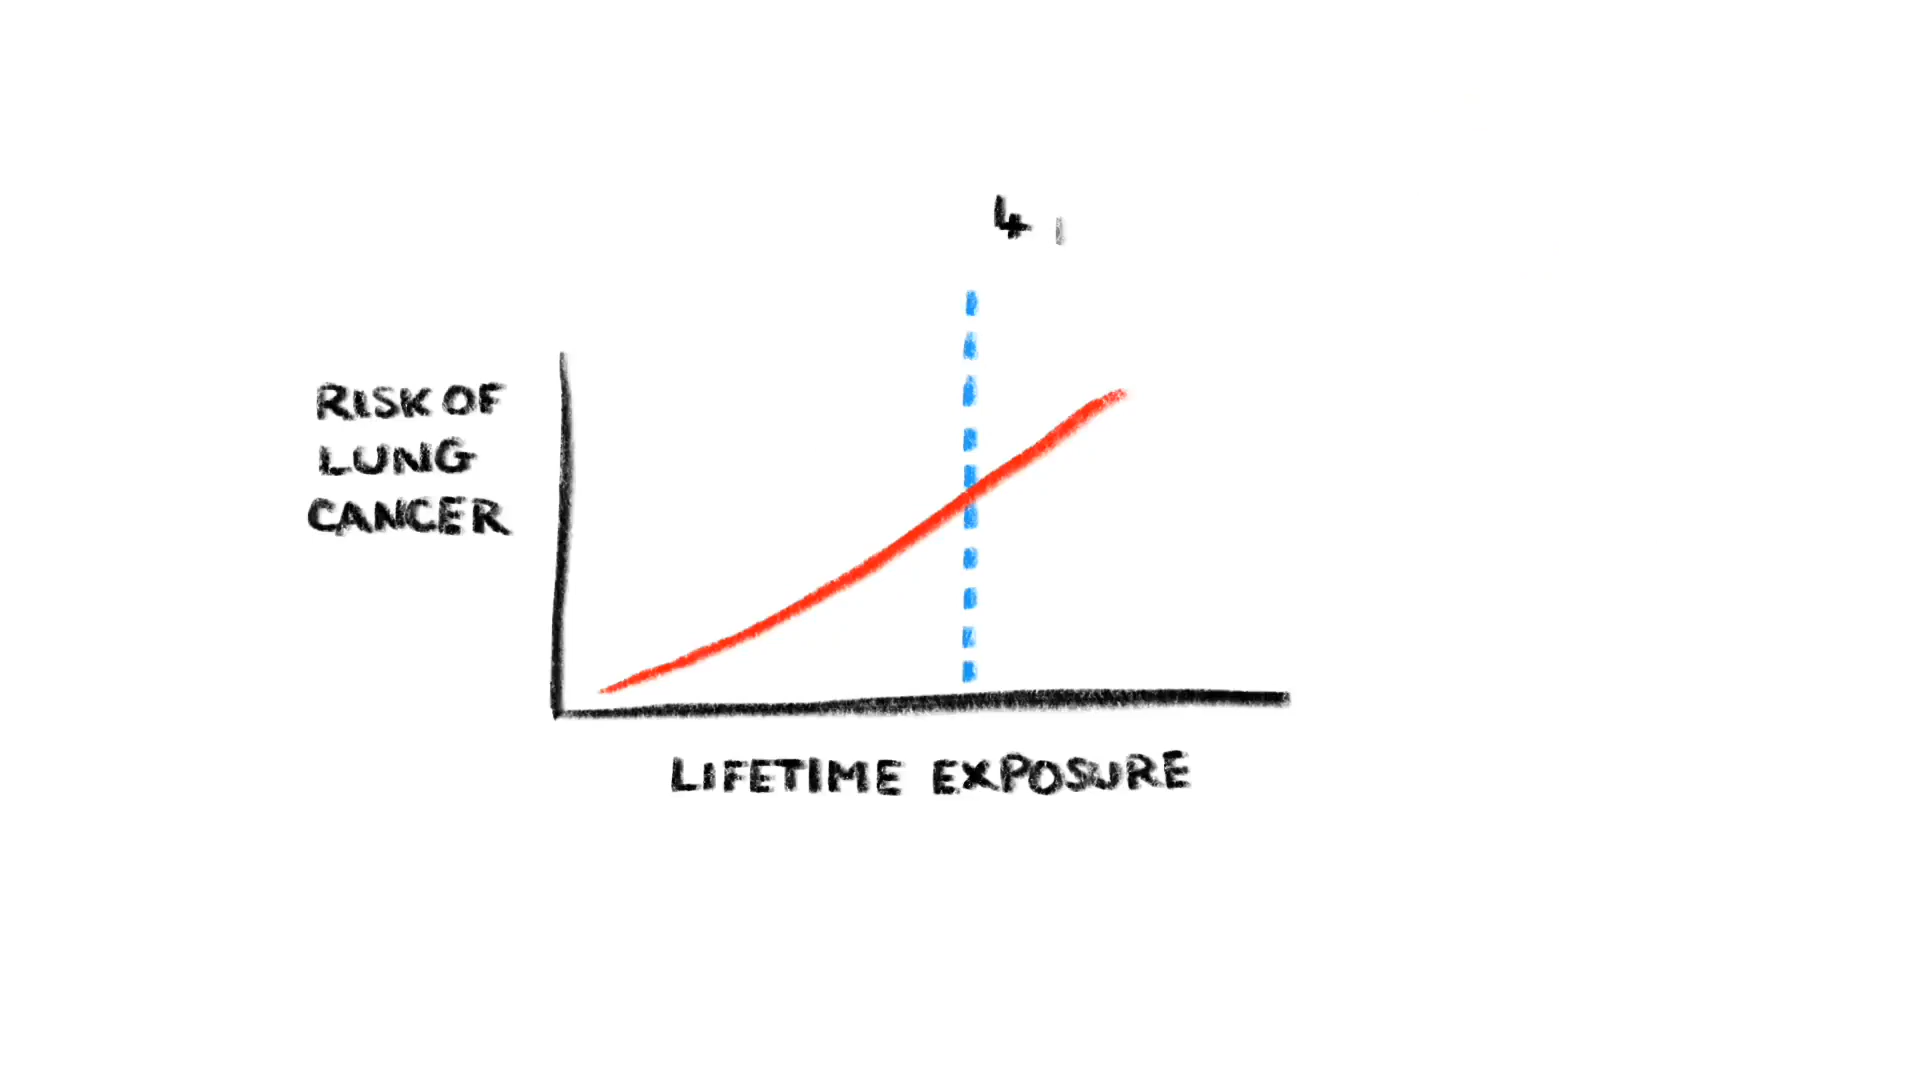 4
RISK OF
LUNG
CANCER
LIFETIME EXPOSURE